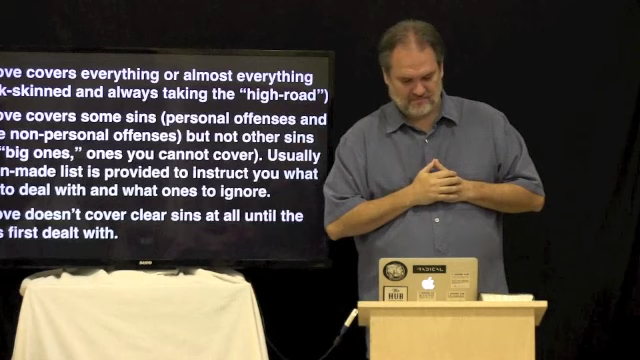 ove covers everything or almost everything
k-skinned and always taking the “high-road”)
ove covers some sins (personal offenses and
e non-personal offenses) but not other sins
“big ones,” ones you cannot cover). Usually
n-made list is provided to instruct you what
to deal with and what ones to ignore.
ove doesn’t cover clear sins at all until the
s first dealt with.
RADICAL
HUB